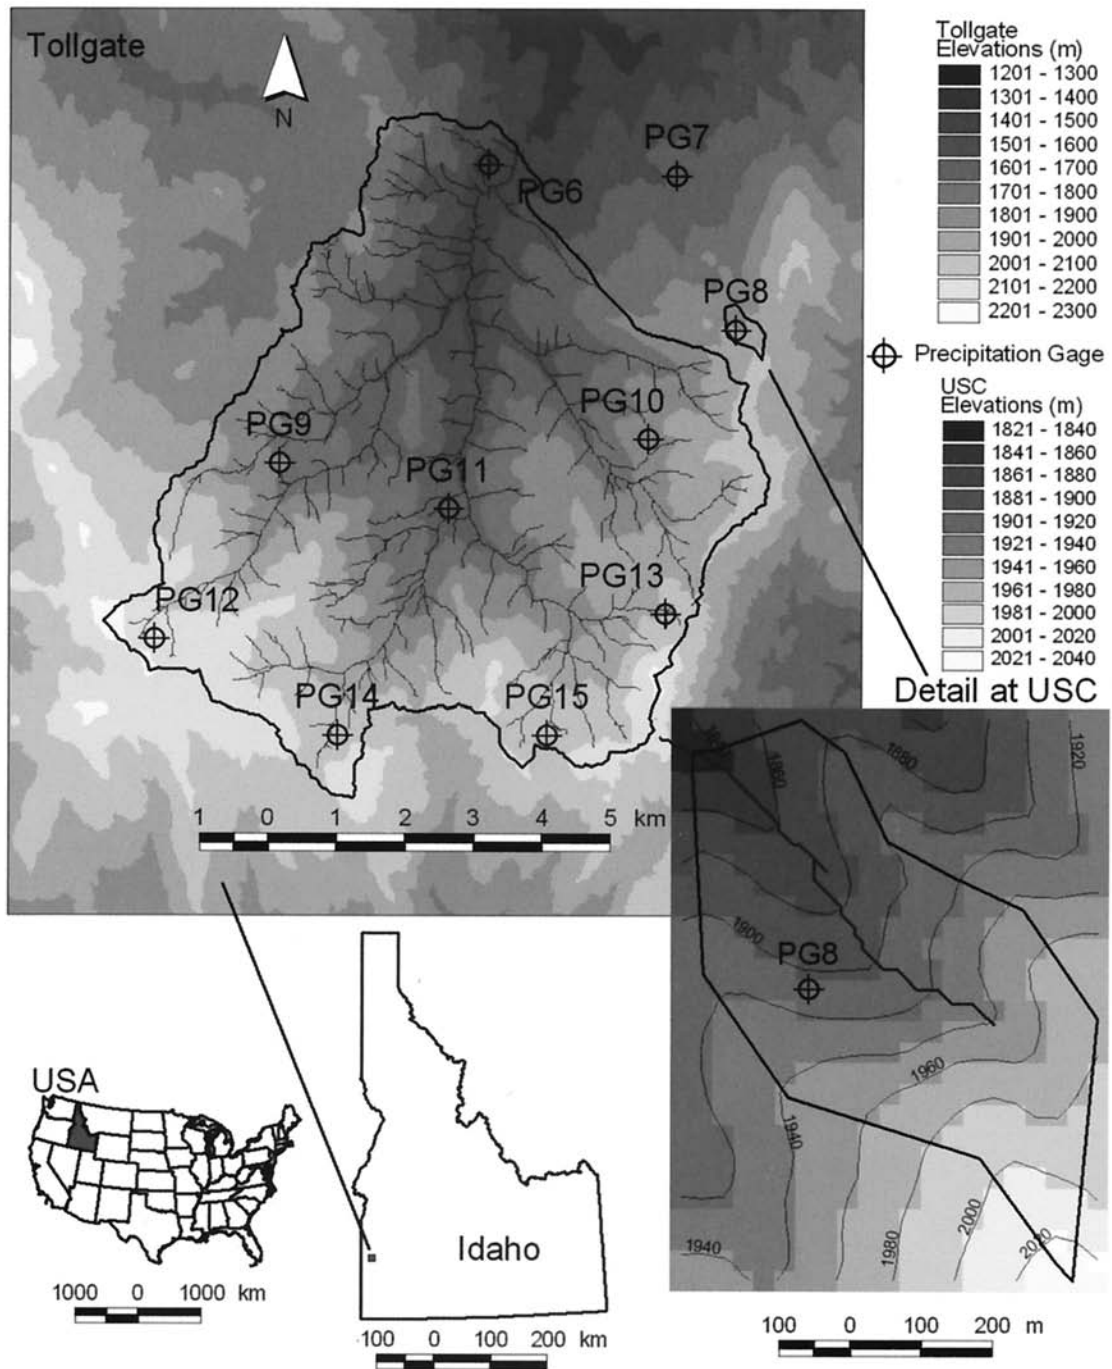 Tollgate
N
PG6
PG7
PG8
PG9
PG10
PG11
PG12
PG13
PG14
PG15
1 0 1 2 3 4 5 km
Tollgate
Elevations (m)
1201 - 1300
1301 - 1400
1401 - 1500
1501 - 1600
1601 - 1700
1701 - 1800
1801 - 1900
1901 - 2000
2001 - 2100
2101 - 2200
2201 - 2300
Precipitation Gage
USC
Elevations (m)
1821 - 1840
1841 - 1860
1861 - 1880
1881 - 1900
1901 - 1920
1921 - 1940
1941 - 1960
1961 - 1980
1981 - 2000
2001 - 2020
2021 - 2040
Detail at USC
1860
1880
1920
1900
PG8
1960
1940
1940
1980
2000
2020
100 0 100 200 m
USA
1000 0 1000 km
Idaho
100 0 100 200 km